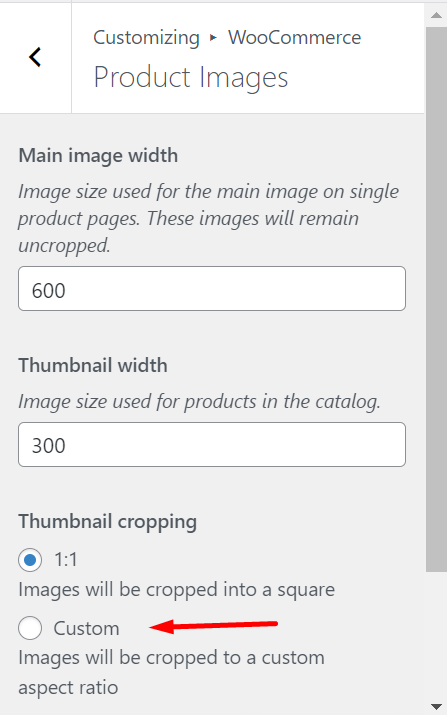 Customizing ▸ WooCommerce
Product Images
Main image width
Image size used for the main image on single
product pages. These images will remain
uncropped.
600
Thumbnail width
Image size used for products in the catalog.
300
Thumbnail cropping
1:1
Images will be cropped into a square
Custom
Images will be cropped to a custom
aspect ratio